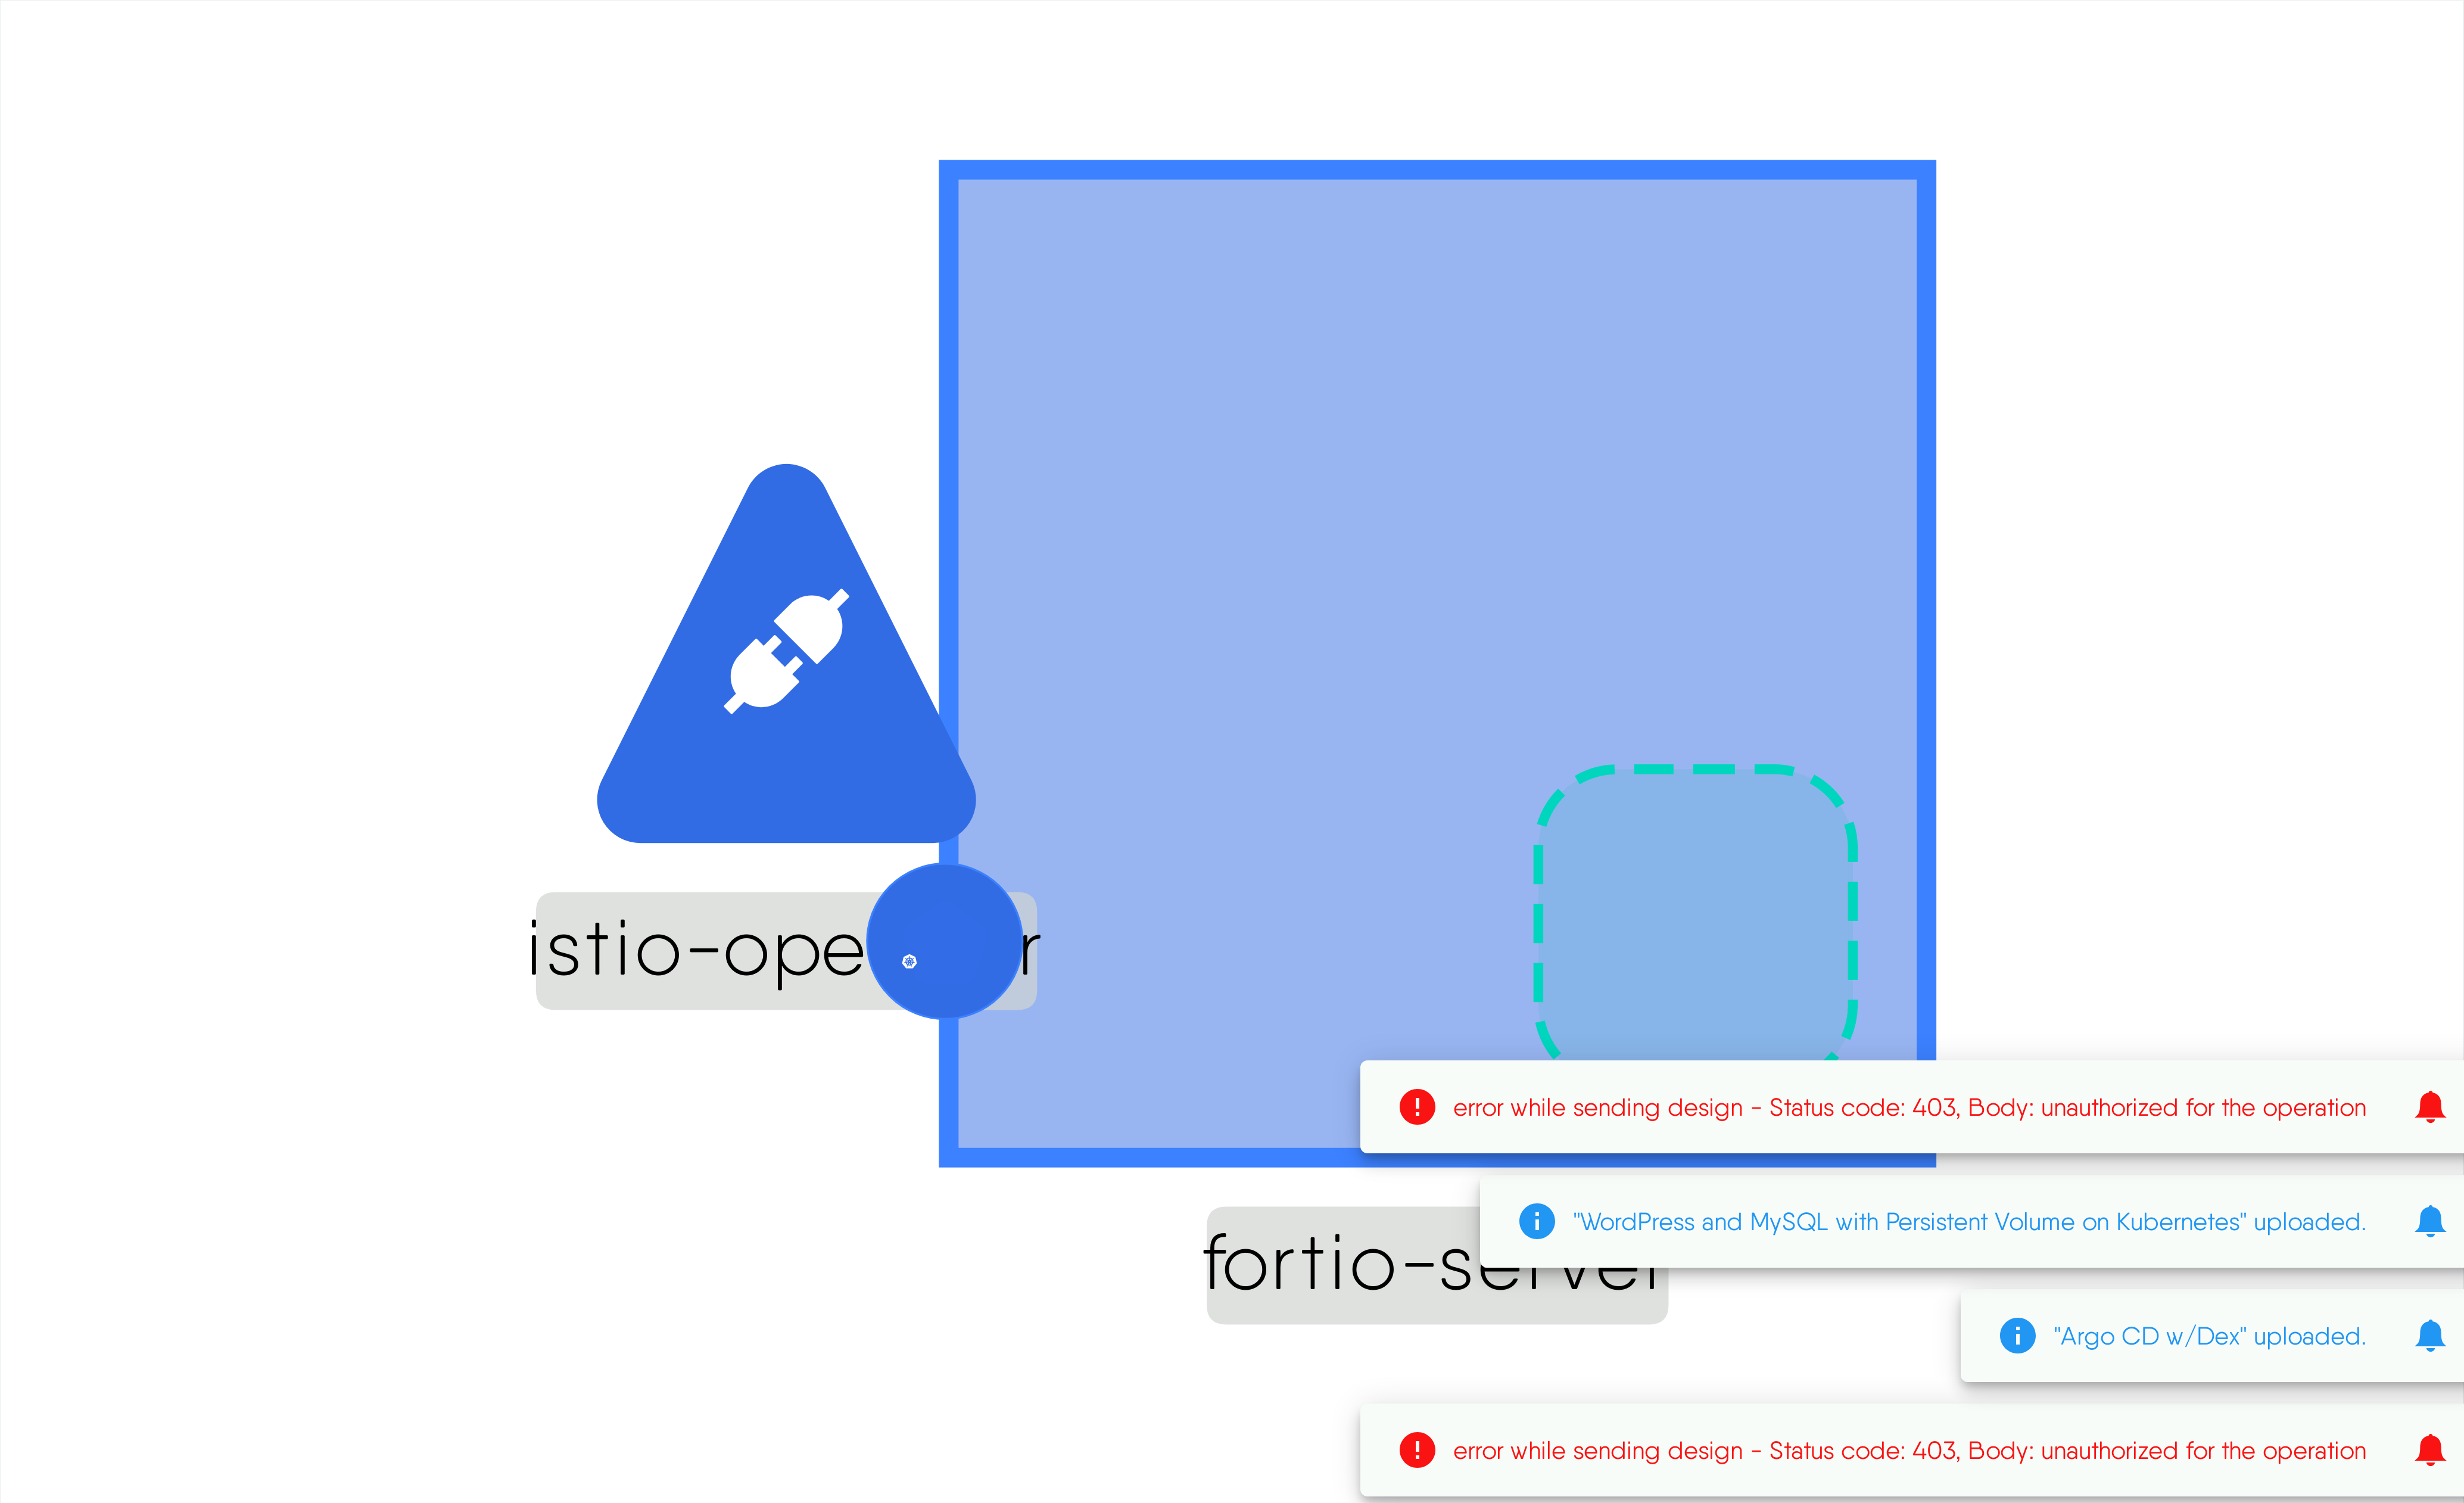 istio-ope r
error while sending design - Status code: 403, Body: unauthorized for the operation
"WordPress and MySQL with Persistent Volume on Kubernetes" uploaded.
fortio-server
"Argo CD w/Dex" uploaded.
error while sending design - Status code: 403, Body: unauthorized for the operation